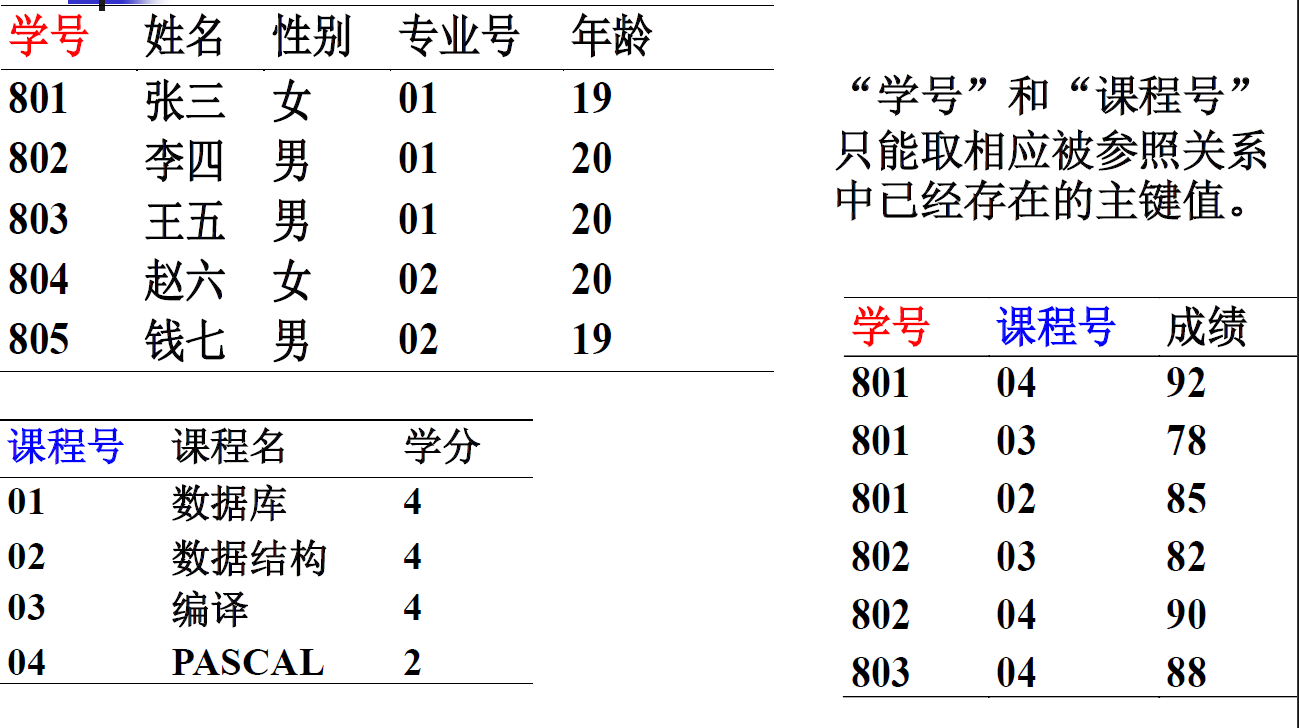 学号 姓名 性别 专业号 年龄
801 张三 女 01 19
802 李四 男 01 20
803 王五 男 01 20
804 赵六 女 02 20
805 钱七 男 02 19
“学号”和“课程号”
只能取相应被参照关系
中已经存在的主键值。
课程号 课程名 学分
01 数据库 4
02 数据结构 4
03 编译 4
04 PASCAL 2
学号 课程号 成绩
801 04 92
801 03 78
801 02 85
802 03 82
802 04 90
803 04 88